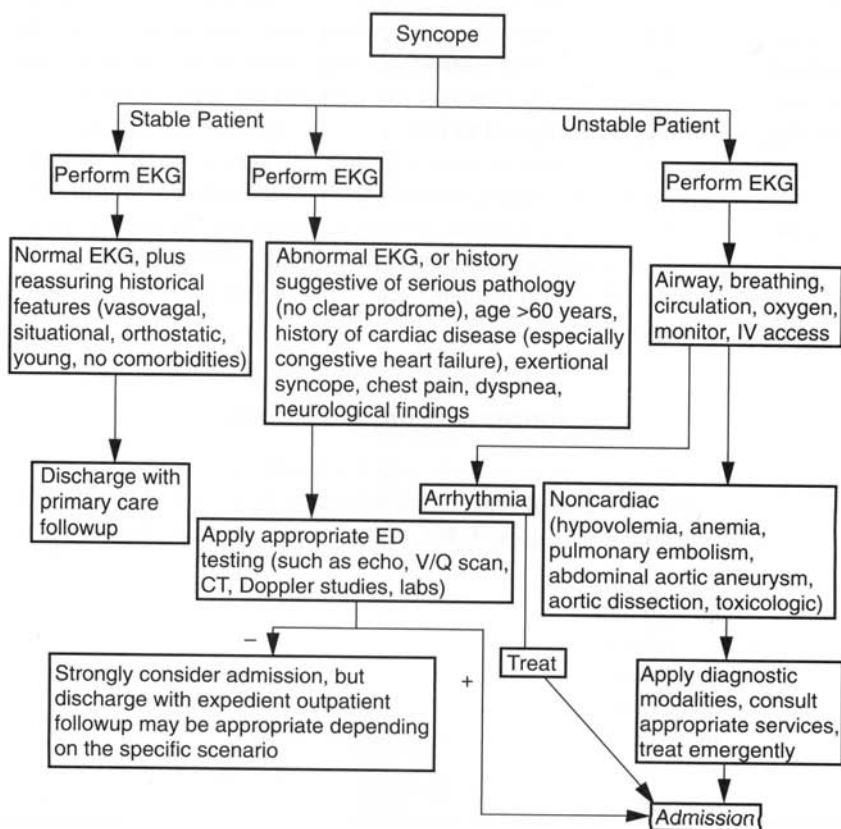 Syncope
Stable Patient
Unstable Patient
Perform EKG
Perform EKG
Perform EKG
Normal EKG, plus
reassuring historical
features (vasovagal,
situational, orthostatic,
young, no comorbidities)
Abnormal EKG, or history
suggestive of serious pathology
(no clear prodrome), age >60 years,
history of cardiac disease (especially
congestive heart failure), exertional
syncope, chest pain, dyspnea,
neurological findings
Airway, breathing,
circulation, oxygen,
monitor, IV access
Discharge with
primary care
followup
Arrhythmia
Noncardiac
(hypovolemia, anemia,
pulmonary embolism,
abdominal aortic aneurysm,
aortic dissection, toxicologic)
Apply appropriate ED
testing (such as echo, V/Q scan,
CT, Doppler studies, labs)
–
+
Strongly consider admission, but
discharge with expedient outpatient
followup may be appropriate depending
on the specific scenario
Treat
Apply diagnostic
modalities, consult
appropriate services,
treat emergently
Admission